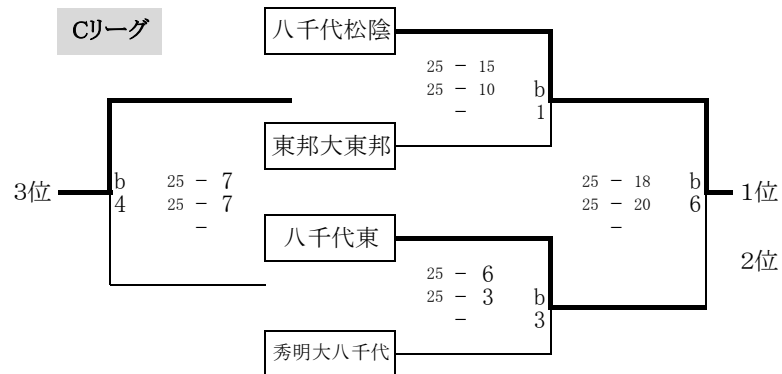 Cリーグ
八千代松陰
25 － 15
25 － 10
－
b
1
東邦大東邦
3位
b
4
25 － 7
25 － 7
－
25 － 18
25 － 20
－
b
6
1位
2位
八千代東
25 － 6
25 － 3
－
b
3
秀明大八千代